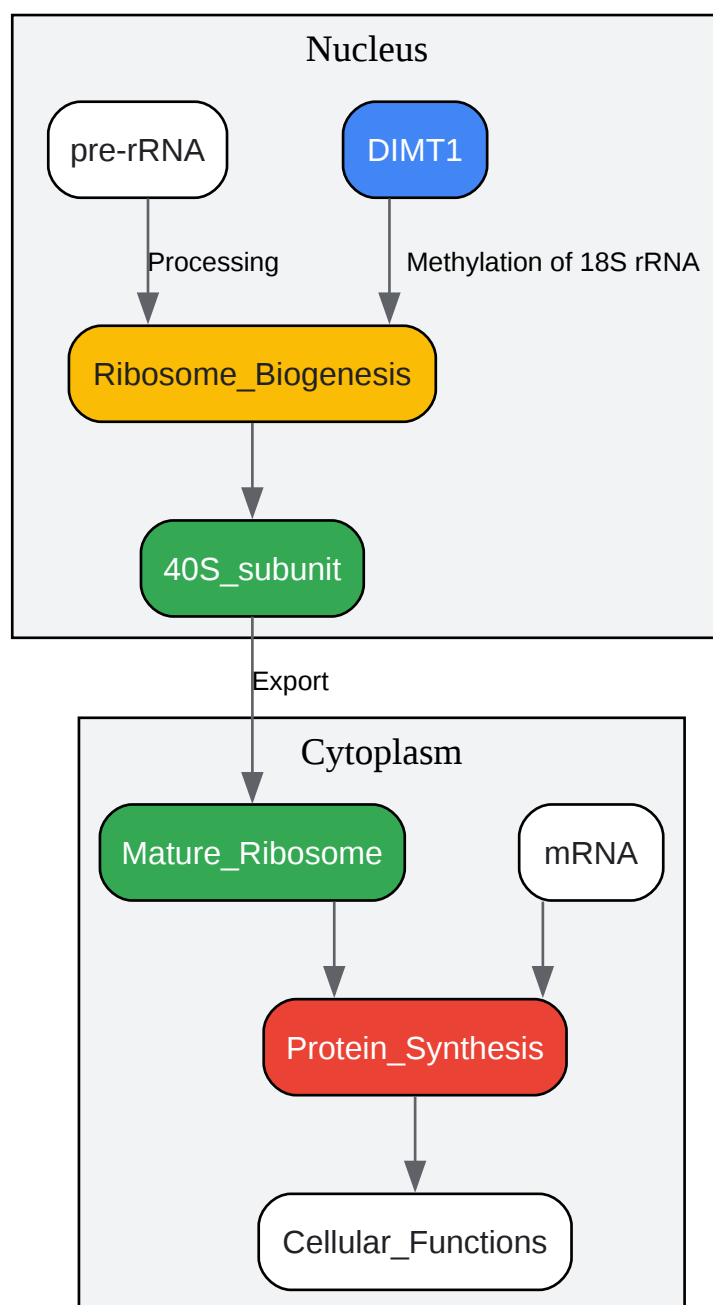 Nucleus
pre-rRNA
DIMT1
Processing
Methylation of 18S rRNA
Ribosome_Biogenesis
40S_subunit
Export
Cytoplasm
Mature_Ribosome
mRNA
Protein_Synthesis
Cellular_Functions